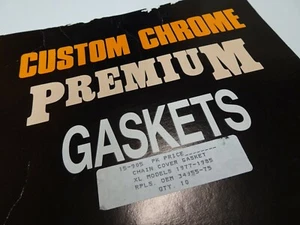 CUSTOM CHROME
PREMIUM
GASKETS
15-905 PK PRICE
CHAIN COVER GASKET
XL MODELS 1977-1985
RPLS. OEM 34955-75
QTY. 10